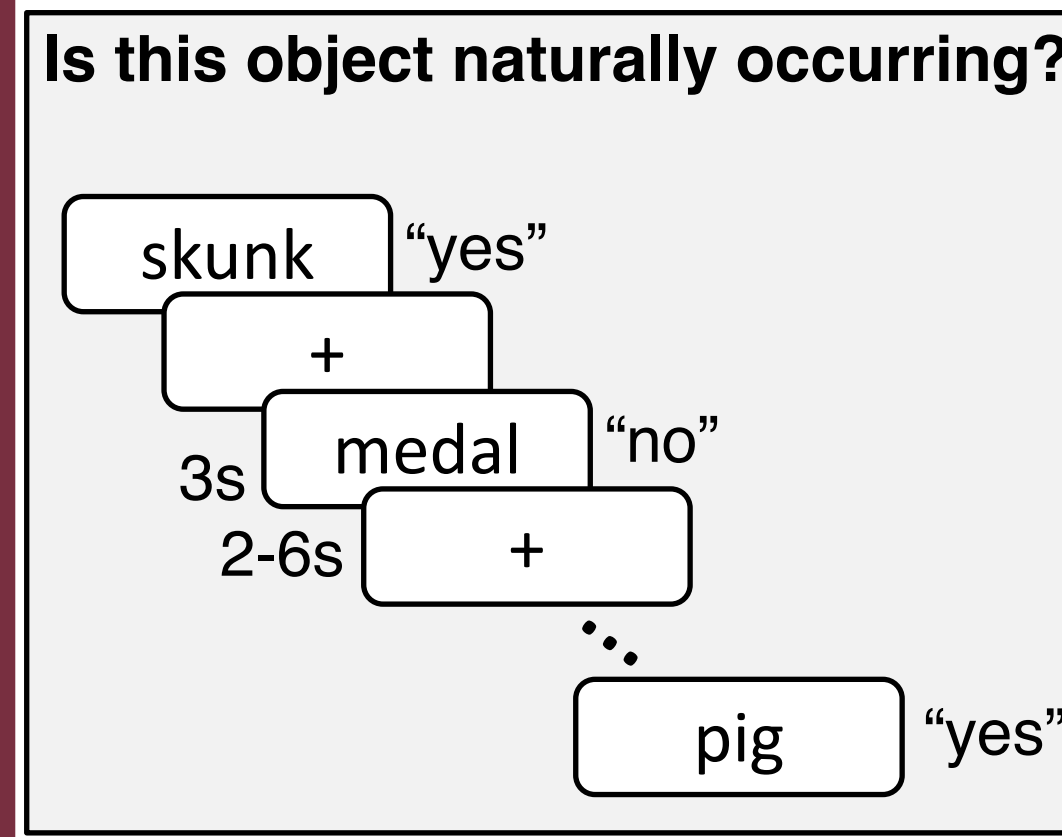 Is this object naturally occurring?
skunk “yes”
+
medal “no”
3s
+
2-6s
pig “yes”